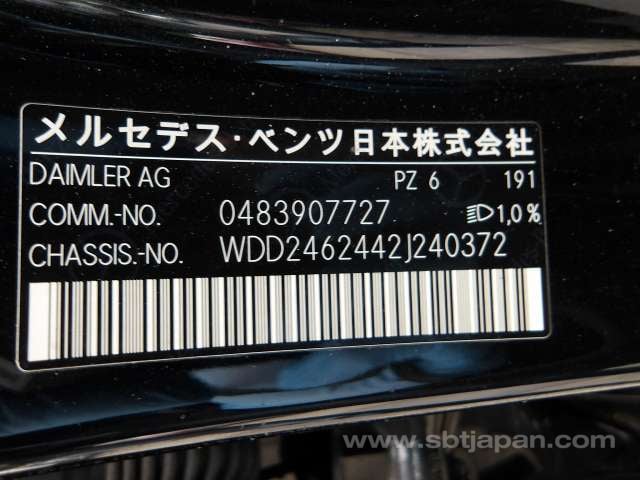 メルセデス・ベンツ日本株式会社
DAIMLER AG PZ 6 191
COMM.-NO. 0483907727 1,0%
CHASSIS.-NO. WDD2462442J240372
www.sbtjapan.com